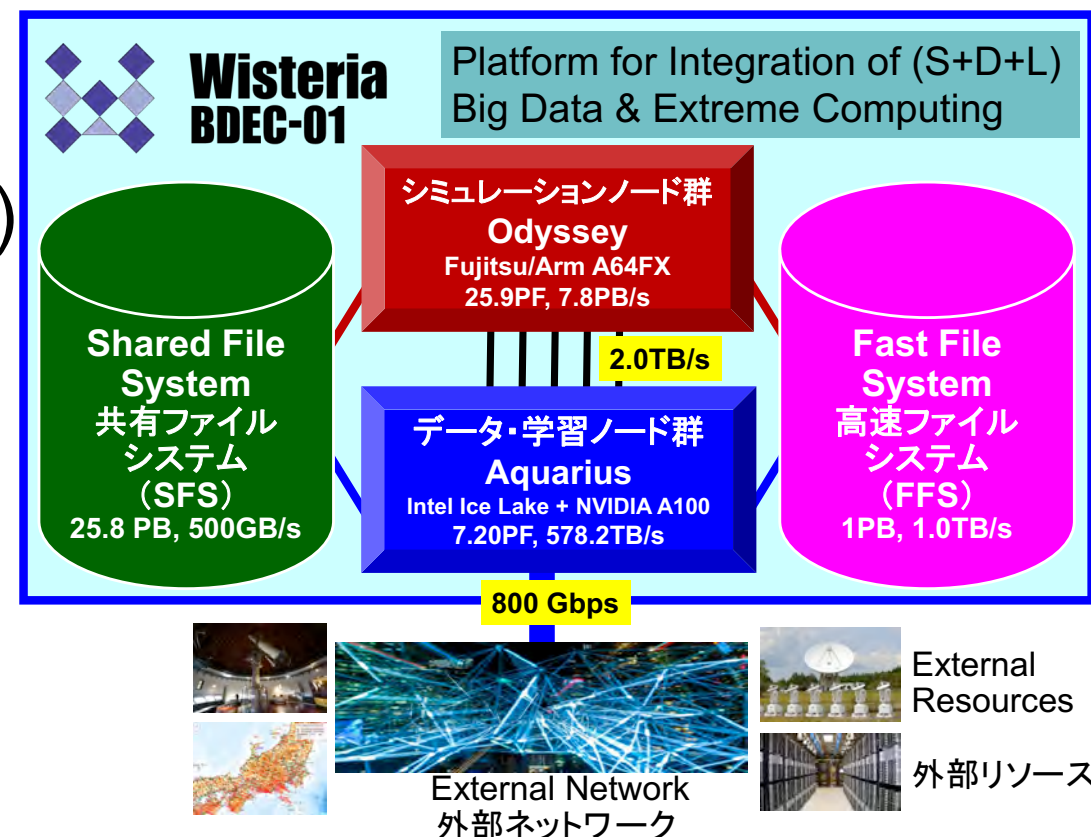 Wisteria
BDEC-01
Platform for Integration of (S+D+L)
Big Data & Extreme Computing
)
シミュレーションノード群
Odyssey
Fujitsu/Arm A64FX
25.9PF, 7.8PB/s
2.0TB/s
Shared File
System
共有ファイル
システム
（SFS）
25.8 PB, 500GB/s
データ・学習ノード群
Aquarius
Intel Ice Lake + NVIDIA A100
7.20PF, 578.2TB/s
Fast File
System
高速ファイル
システム
（FFS）
1PB, 1.0TB/s
800 Gbps
External Network
外部ネットワーク
External
Resources
外部リソース